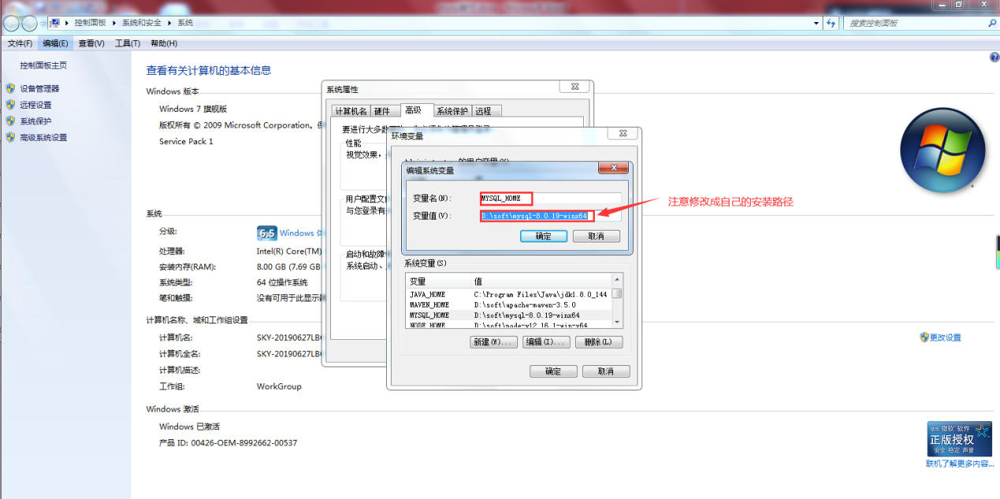 控制面板 ▸ 系统和安全 ▸ 系统
搜索控制面板
文件(F) 编辑(E) 查看(V) 工具(T) 帮助(H)
控制面板主页
设备管理器
远程设置
系统保护
高级系统设置
查看有关计算机的基本信息
Windows 版本
Windows 7 旗舰版
版权所有 © 2009 Microsoft Corporation。
Service Pack 1
系统
分级:
6.5 Windows
处理器:
Intel(R) Core(TM)
安装内存(RAM):
8.00 GB (7.69 GB
系统类型:
64 位操作系统
笔和触摸:
没有可用于此显示
计算机名称、域和工作组设置
计算机名:
SKY-20190627LB
计算机全名:
SKY-20190627LB
计算机描述:
工作组:
WorkGroup
Windows 激活
Windows 已激活
产品 ID: 00426-OEM-8992662-00537
系统属性
计算机名 硬件 高级 系统保护 远程
要进行大多数
性能
视觉效果,
用户配置文件
与您登录有
启动和故障
系统启动、
环境变量
的用户变量(U)
编辑系统变量
变量名(N):
MYSQL_HOME
变量值(V):
D:\soft\mysql-8.0.19-winx64
确定 取消
注意修改成自己的安装路径
系统变量(S)
变量 值
JAVA_HOME C:\Program Files\Java\jdk1.8.0_144
MAVEN_HOME D:\soft\apache-maven-3.5.0
MYSQL_HOME D:\soft\mysql-8.0.19-winx64
NODE_HOME D:\soft\node-v12.16.1-win-x64
新建(W)... 编辑(I)... 删除(L)
确定 取消
更改设置
微软 软件
正版授权
安全 稳定 声誉
联机了解更多内容...